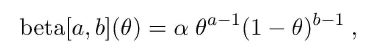 beta[a, b](θ) = α θ^{a−1}(1 − θ)^{b−1} ,